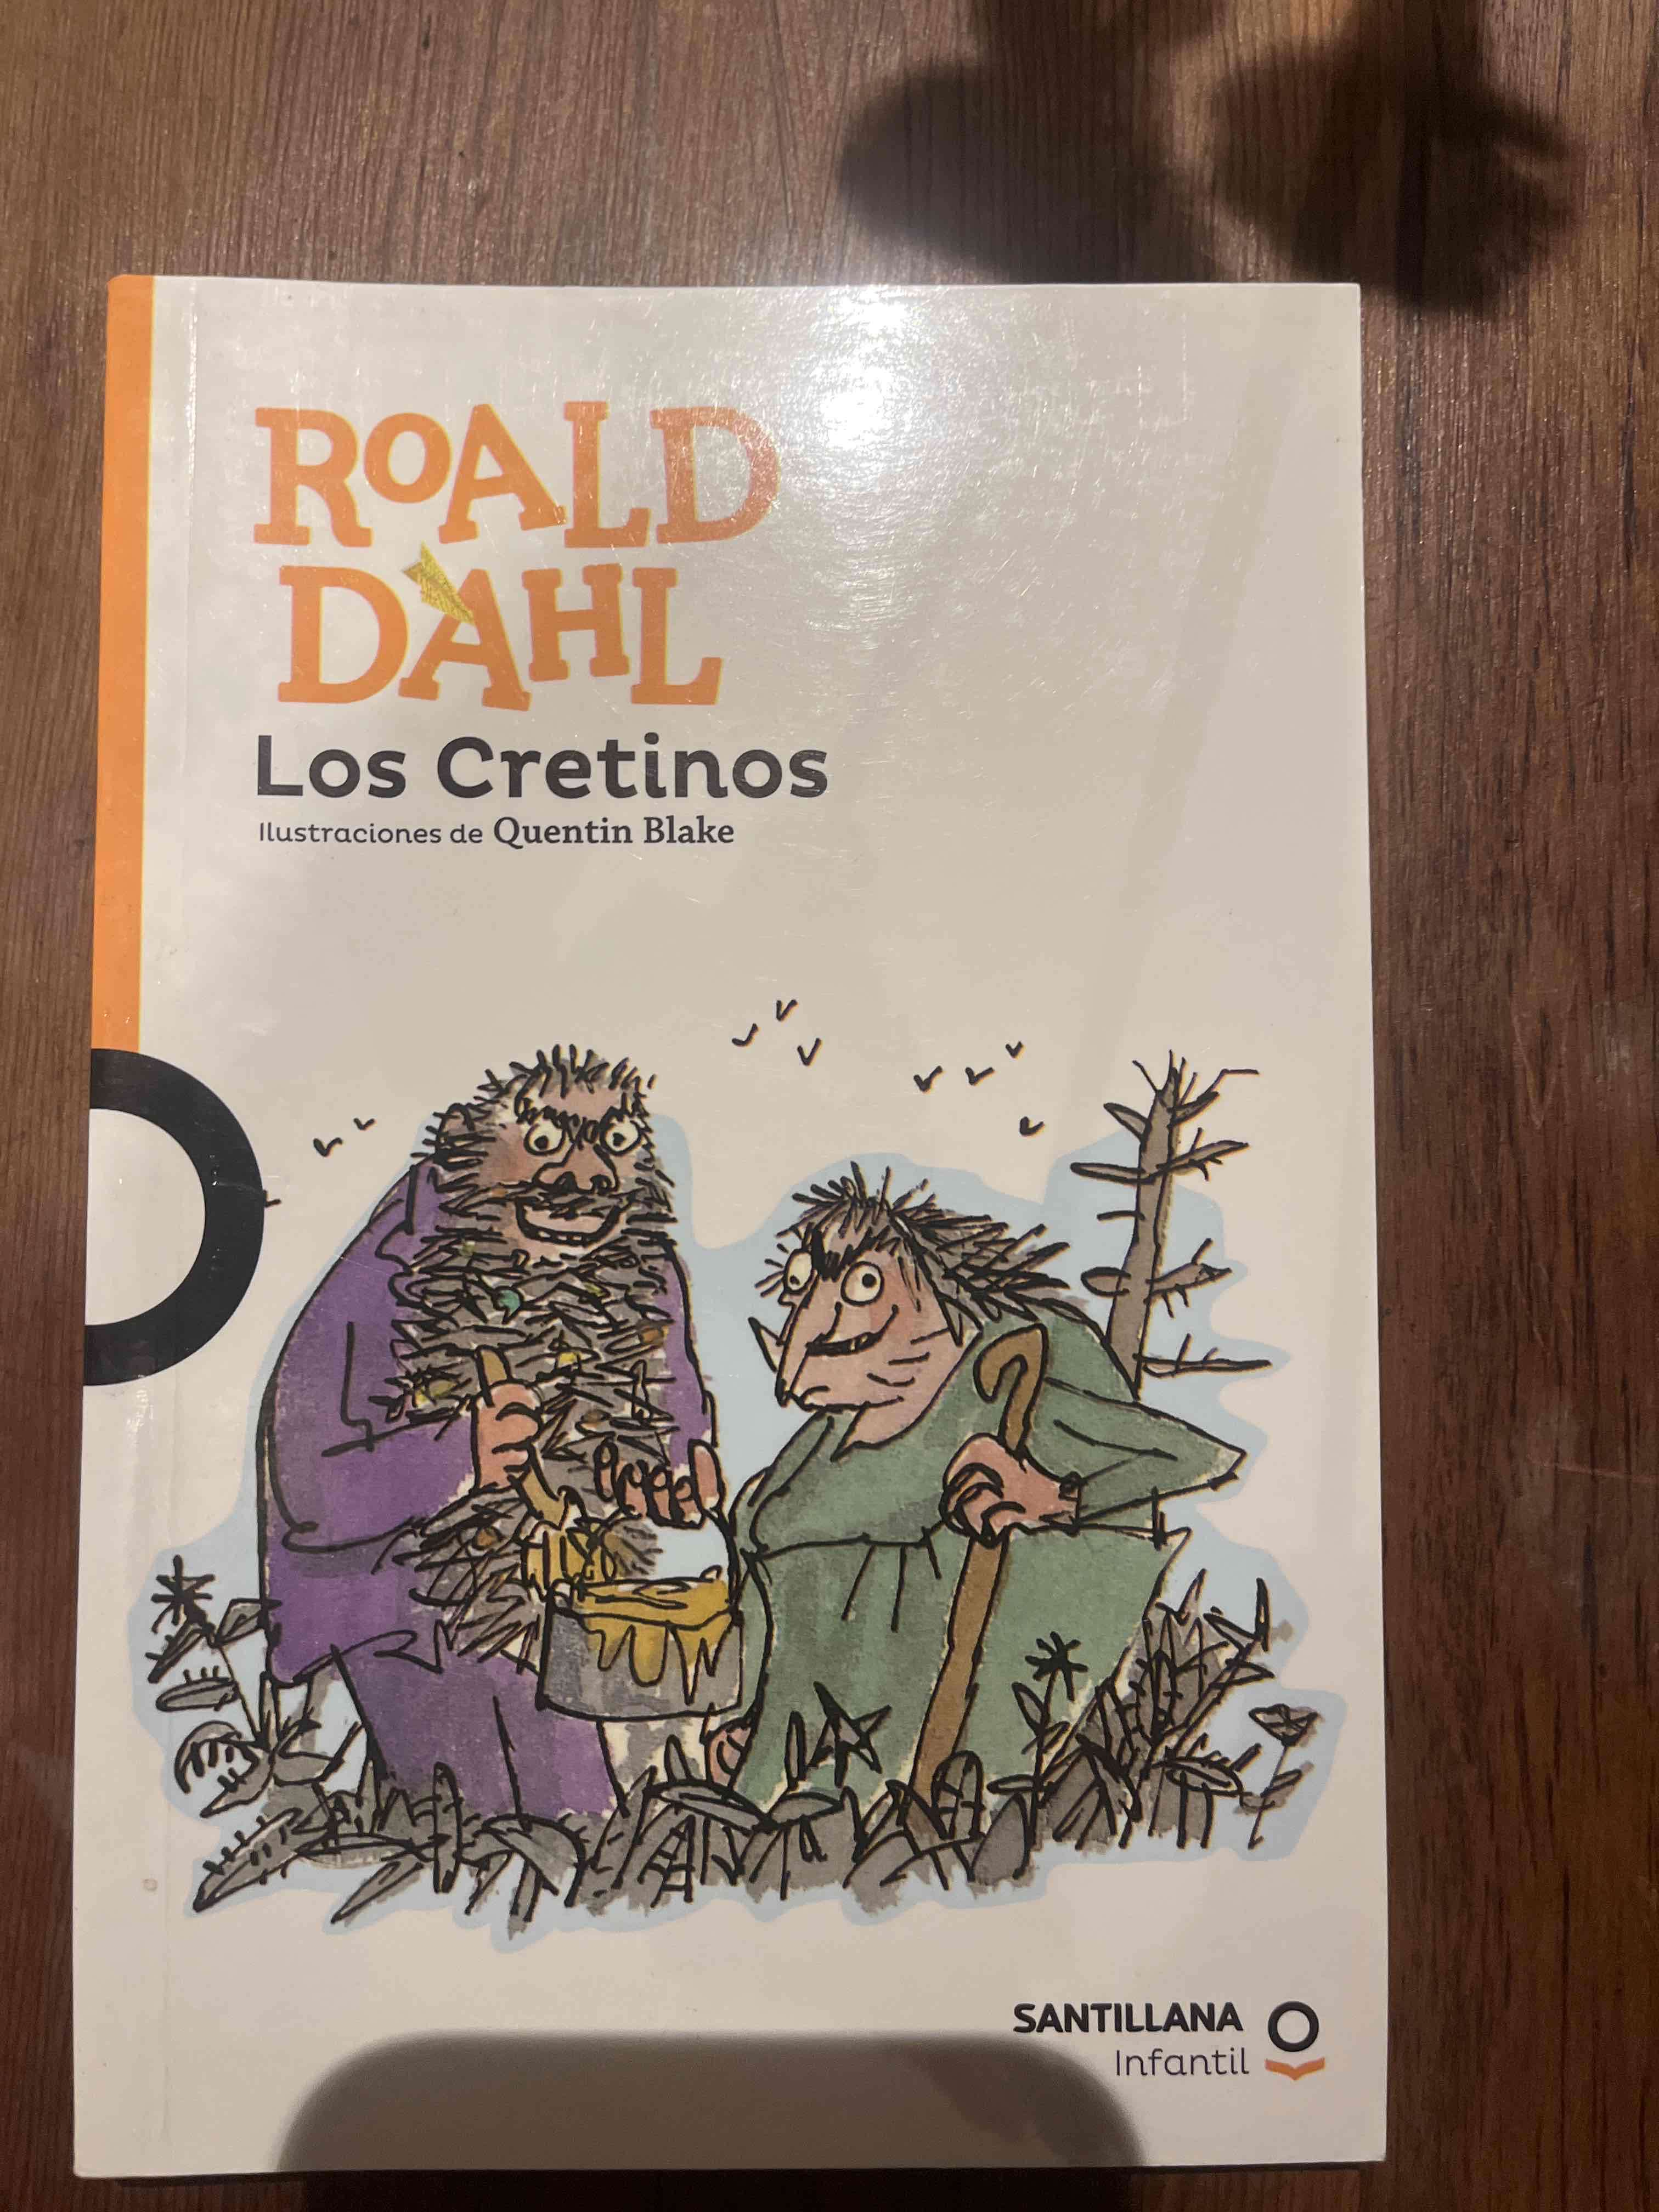 ROALD
DAHL
Los Cretinos
Ilustraciones de Quentin Blake
SANTILLANA
Infantil